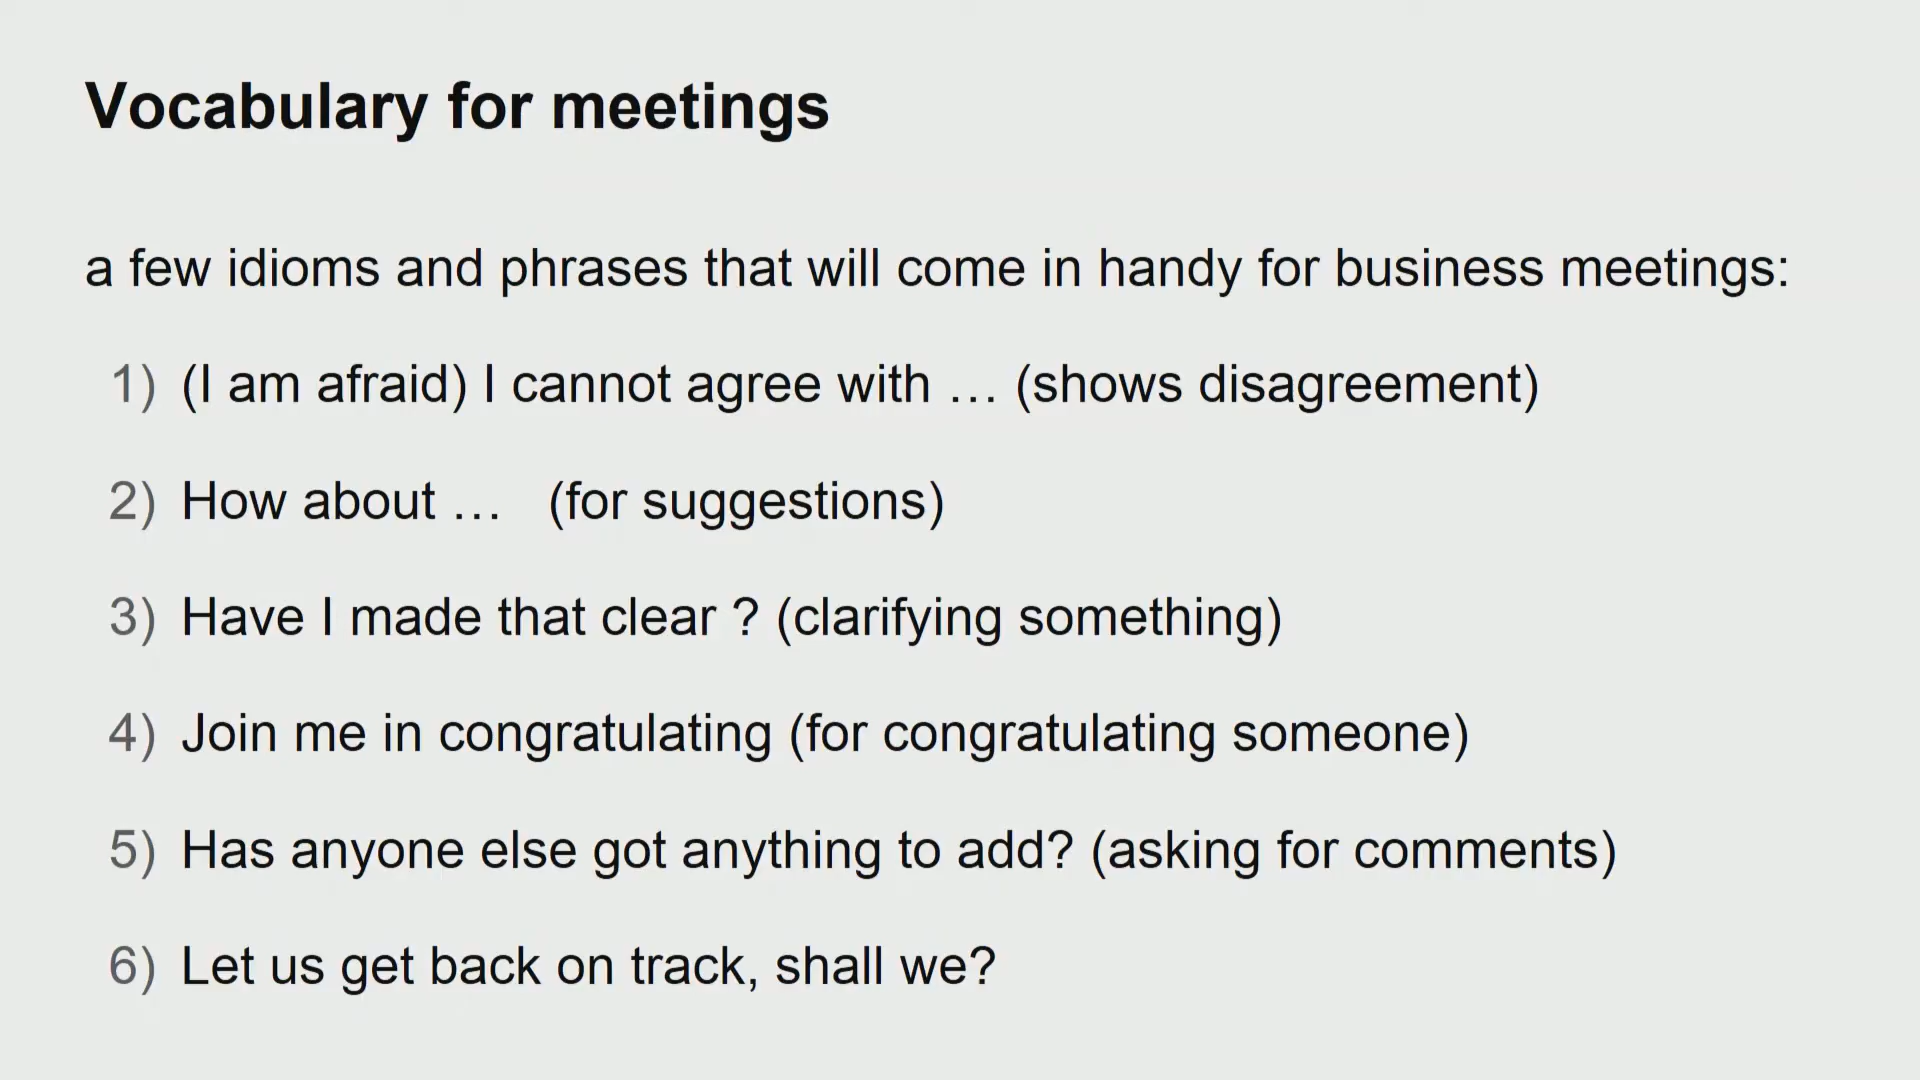 Vocabulary for meetings
a few idioms and phrases that will come in handy for business meetings:
1) (I am afraid) I cannot agree with … (shows disagreement)
2) How about … (for suggestions)
3) Have I made that clear ? (clarifying something)
4) Join me in congratulating (for congratulating someone)
5) Has anyone else got anything to add? (asking for comments)
6) Let us get back on track, shall we?